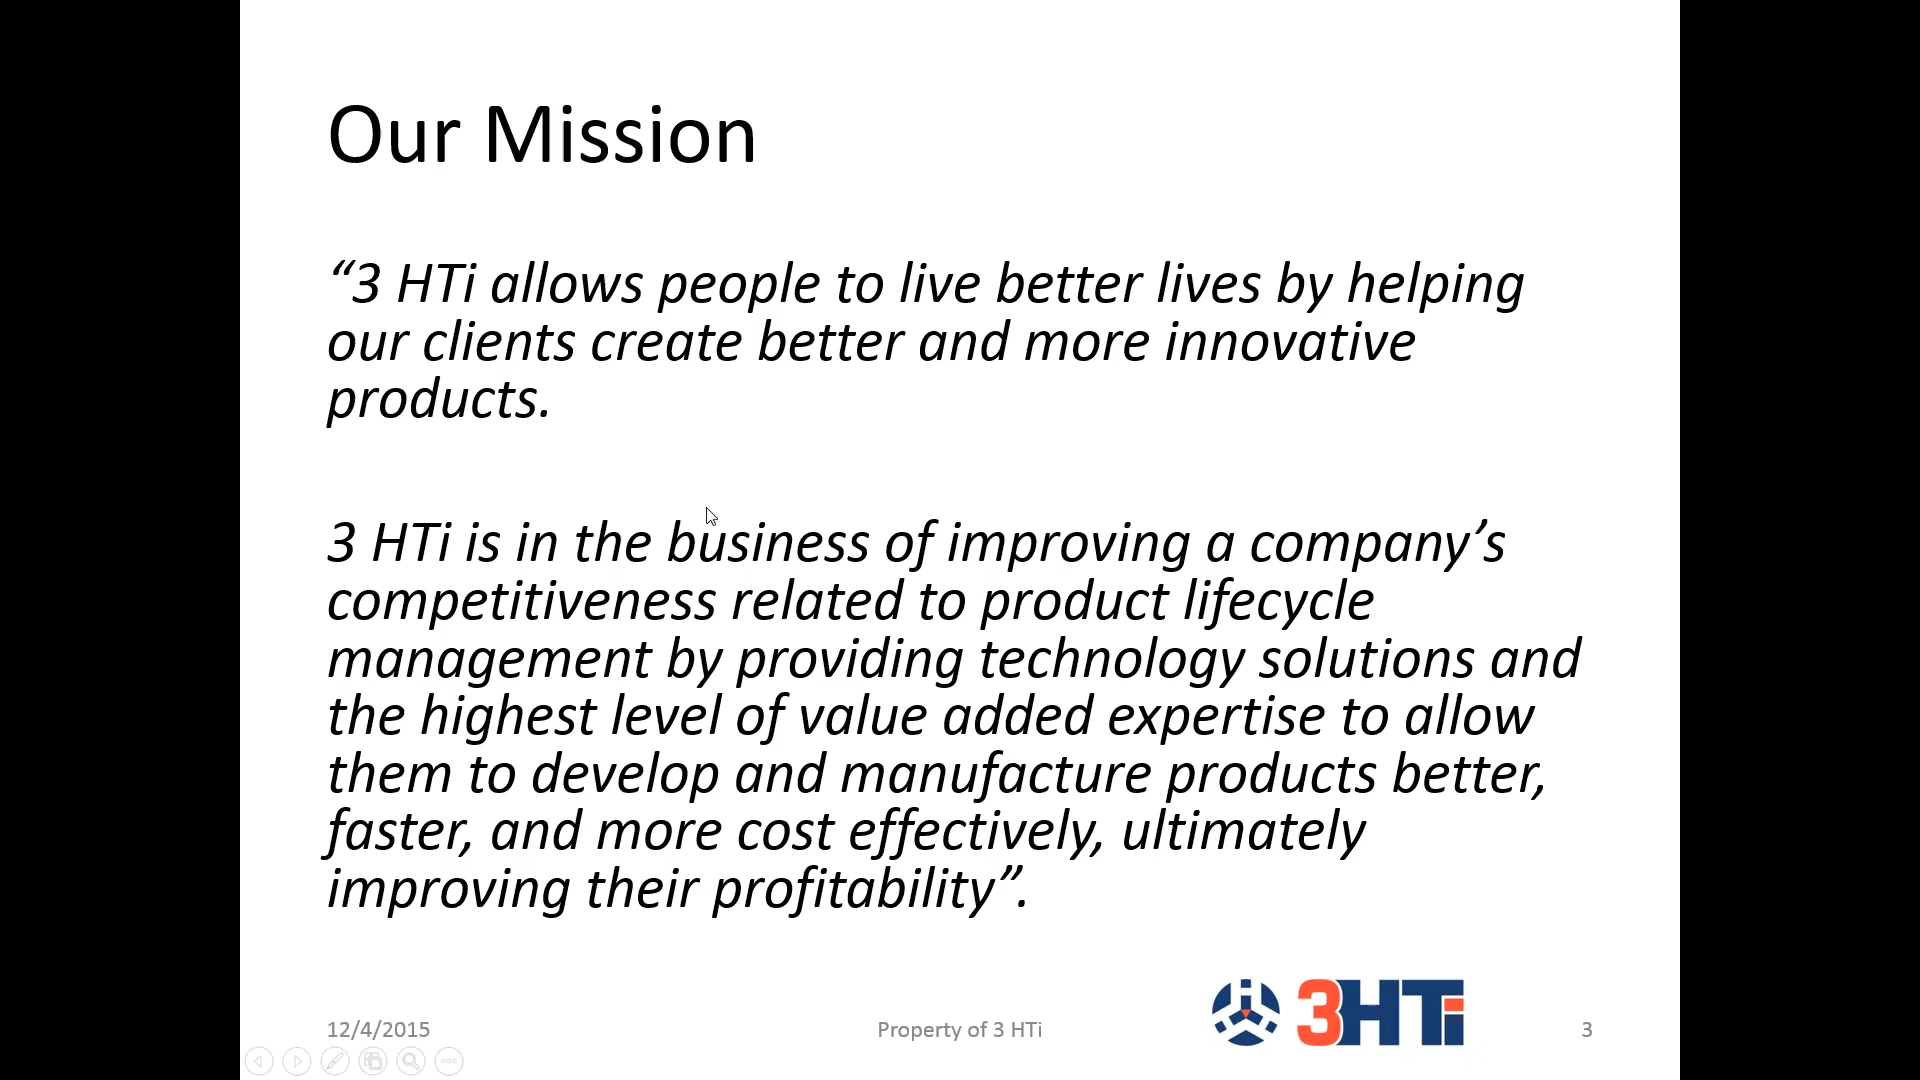 Our Mission
“3 HTi allows people to live better lives by helping
our clients create better and more innovative
products.
3 HTi is in the business of improving a company’s
competitiveness related to product lifecycle
management by providing technology solutions and
the highest level of value added expertise to allow
them to develop and manufacture products better,
faster, and more cost effectively, ultimately
improving their profitability”.
3HTi
12/4/2015
Property of 3 HTi
3